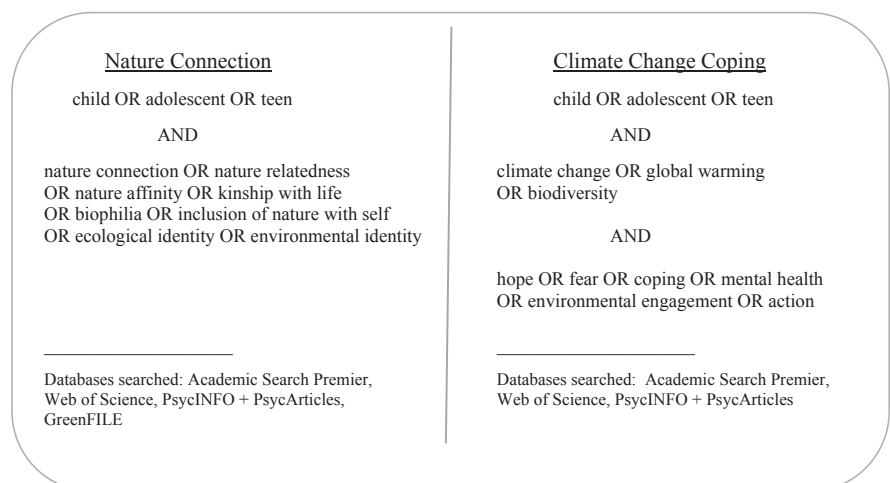 Nature Connection
child OR adolescent OR teen
AND
nature connection OR nature relatedness
OR nature affinity OR kinship with life
OR biophilia OR inclusion of nature with self
OR ecological identity OR environmental identity
Databases searched: Academic Search Premier,
Web of Science, PsycINFO + PsycArticles,
GreenFILE
Climate Change Coping
child OR adolescent OR teen
AND
climate change OR global warming
OR biodiversity
AND
hope OR fear OR coping OR mental health
OR environmental engagement OR action
Databases searched: Academic Search Premier,
Web of Science, PsycINFO + PsycArticles